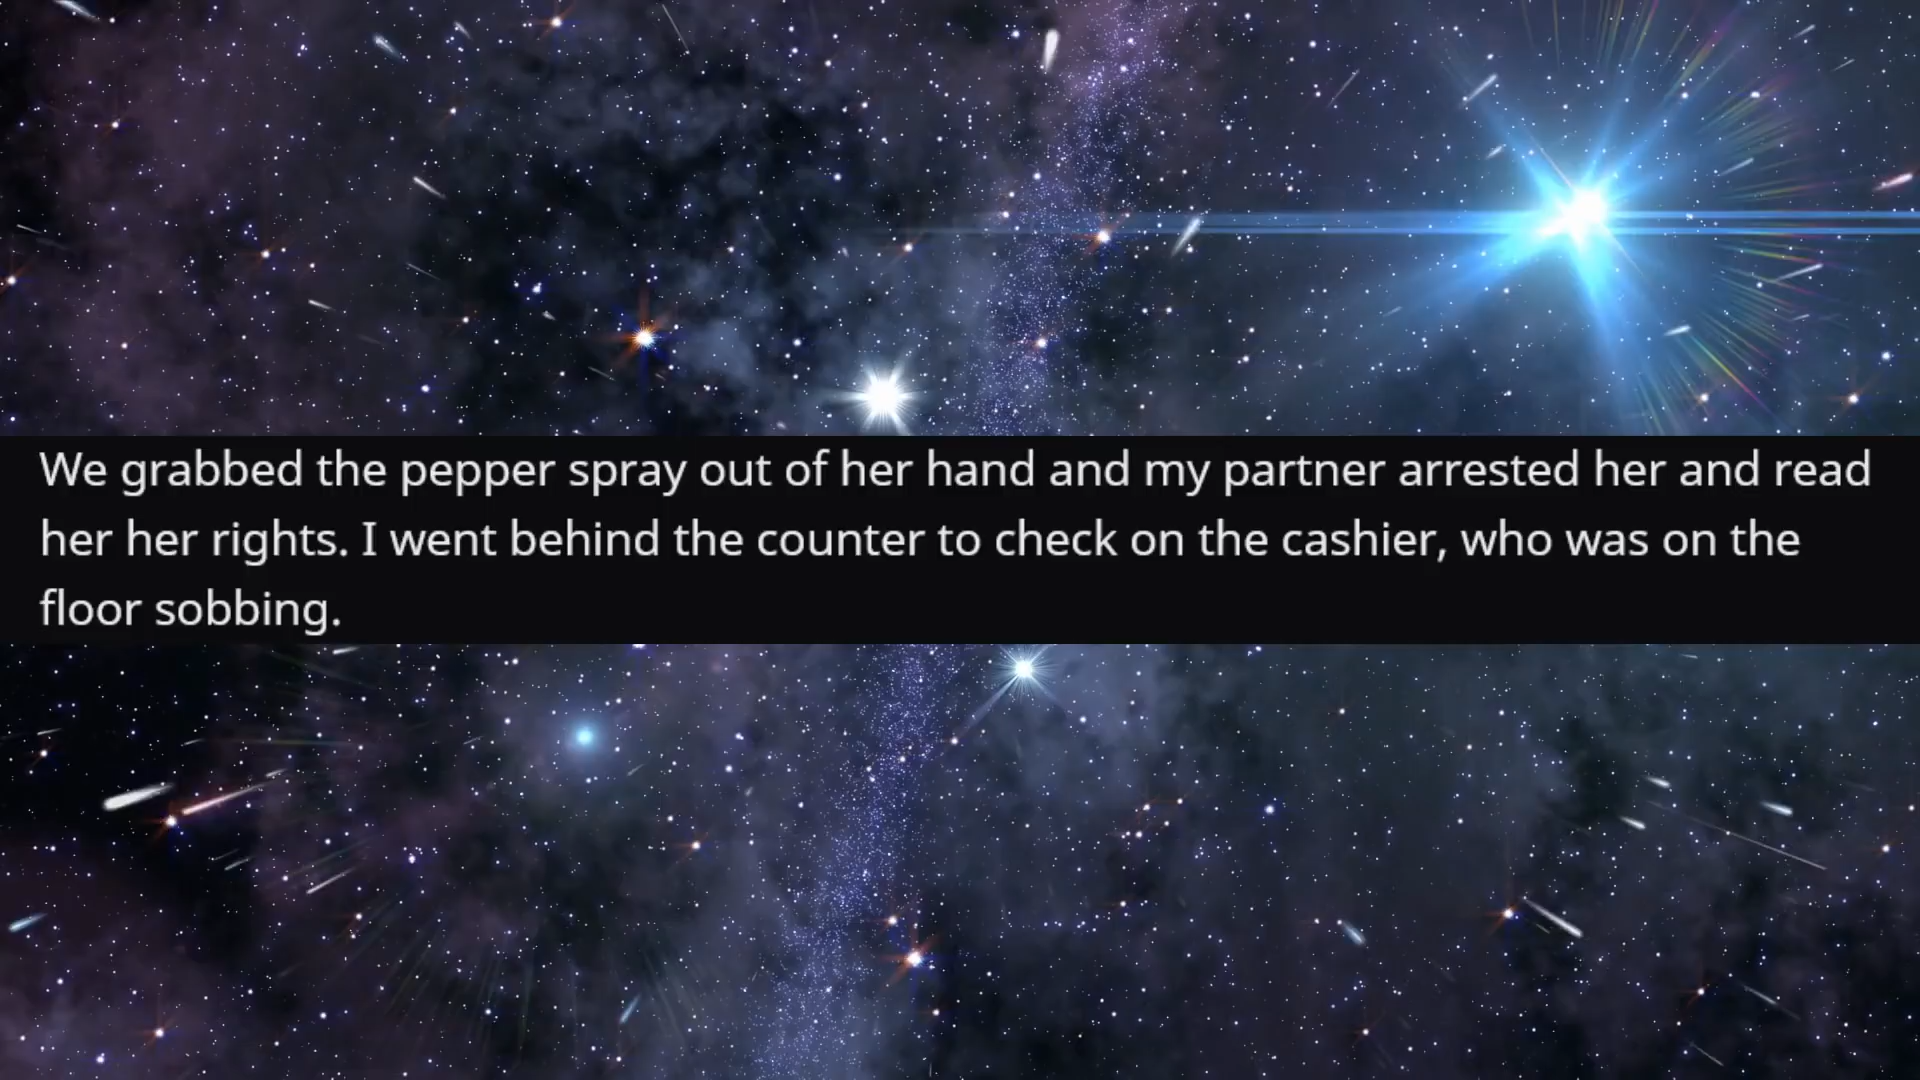 We grabbed the pepper spray out of her hand and my partner arrested her and read
her her rights. I went behind the counter to check on the cashier, who was on the
floor sobbing.